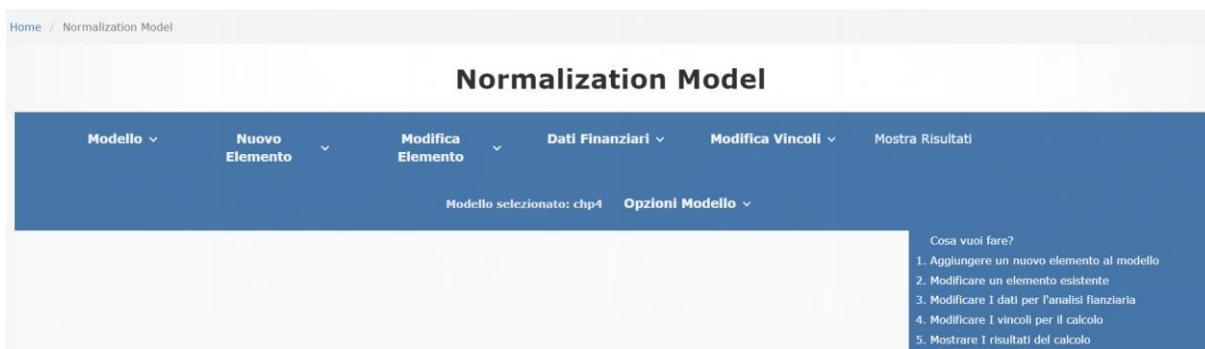 Home / Normalization Model
Normalization Model
Modello
Nuovo
Elemento
Modifica
Elemento
Dati Finanziari
Modifica Vincoli
Mostra Risultati
Modello selezionato: chp4
Opzioni Modello
Cosa vuoi fare?
1. Aggiungere un nuovo elemento al modello
2. Modificare un elemento esistente
3. Modificare I dati per l'analisi fianziaria
4. Modificare I vincoli per il calcolo
5. Mostrare I risultati del calcolo